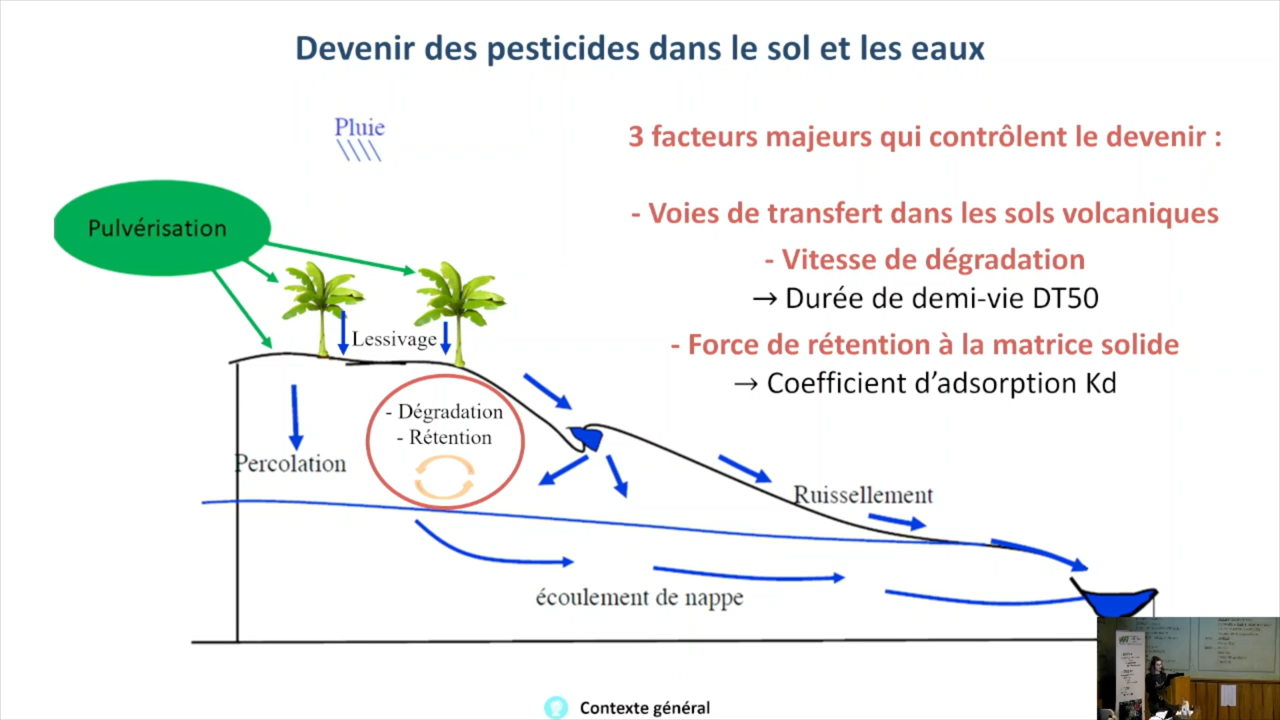 Devenir des pesticides dans le sol et les eaux
Pluie
3 facteurs majeurs qui contrôlent le devenir :
- Voies de transfert dans les sols volcaniques
Pulvérisation
- Vitesse de dégradation
→ Durée de demi-vie DT50
Lessivage
- Force de rétention à la matrice solide
→ Coefficient d'adsorption Kd
- Dégradation
- Rétention
Percolation
Ruissellement
écoulement de nappe
Contexte général